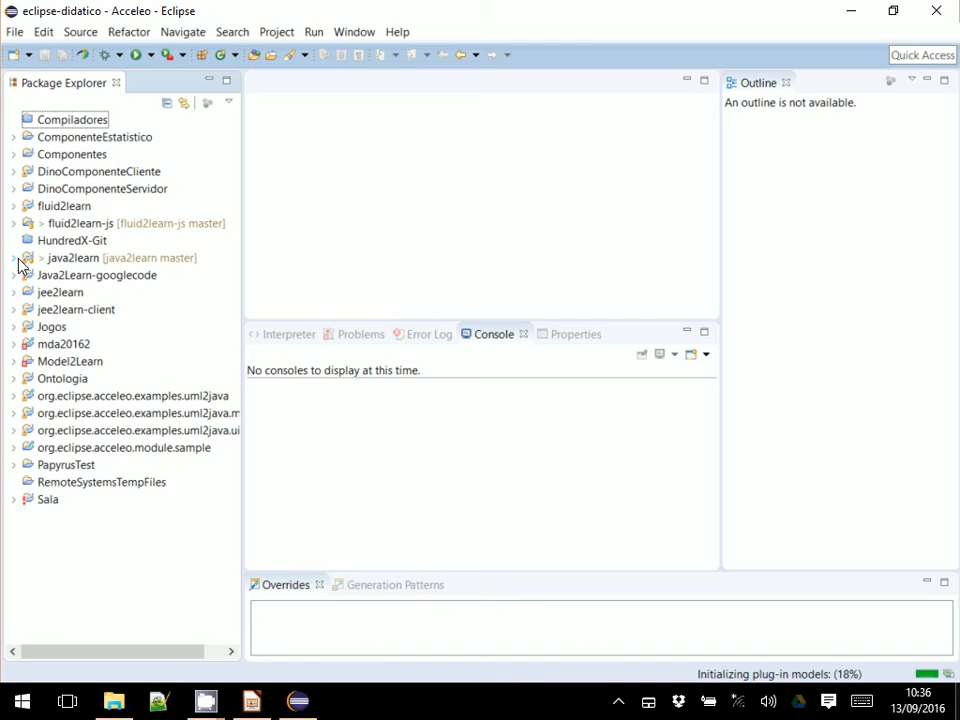 eclipse-didatico - Acceleo - Eclipse
File Edit Source Refactor Navigate Search Project Run Window Help
Quick Access
Package Explorer
Compiladores
ComponenteEstatistico
Componentes
DinoComponenteCliente
DinoComponenteServidor
fluid2learn
> fluid2learn-js [fluid2learn-js master]
HundredX-Git
> java2learn [java2learn master]
Java2Learn-googlecode
jee2learn
jee2learn-client
Jogos
mda20162
Model2Learn
Ontologia
org.eclipse.acceleo.examples.uml2java
org.eclipse.acceleo.examples.uml2java.m
org.eclipse.acceleo.examples.uml2java.ui
org.eclipse.acceleo.module.sample
PapyrusTest
RemoteSystemsTempFiles
Sala
Outline
An outline is not available.
Interpreter Problems Error Log Console Properties
No consoles to display at this time.
Overrides Generation Patterns
Initializing plug-in models: (18%)
10:36
13/09/2016